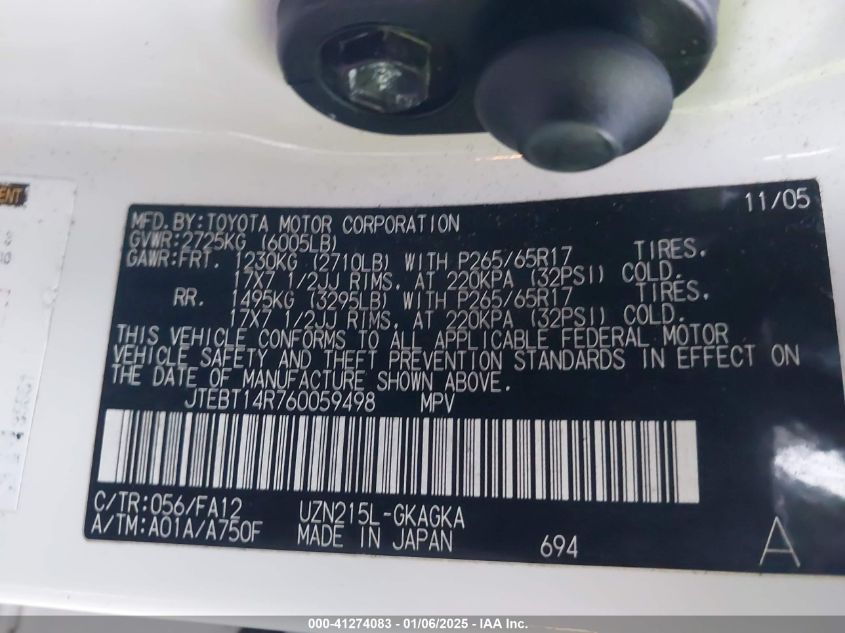 11/05
MFD.BY:TOYOTA MOTOR CORPORATION
GVWR:2725KG (6005LB)
GAWR:FRT. 1230KG (2710LB) WITH P265/65R17 TIRES.
17X7 1/2JJ RIMS. AT 220KPA (32PSI) COLD.
RR. 1495KG (3295LB) WITH P265/65R17 TIRES.
17X7 1/2JJ RIMS. AT 220KPA (32PSI) COLD.
THIS VEHICLE CONFORMS TO ALL APPLICABLE FEDERAL MOTOR
VEHICLE SAFETY AND THEFT PREVENTION STANDARDS IN EFFECT ON
THE DATE OF MANUFACTURE SHOWN ABOVE.
JTEBT14R760059498 MPV
C/TR:056/FA12 UZN215L-GKAGKA
A/TM:A01A/A750F MADE IN JAPAN 694 A
000-41274083 - 01/06/2025 - IAA Inc.